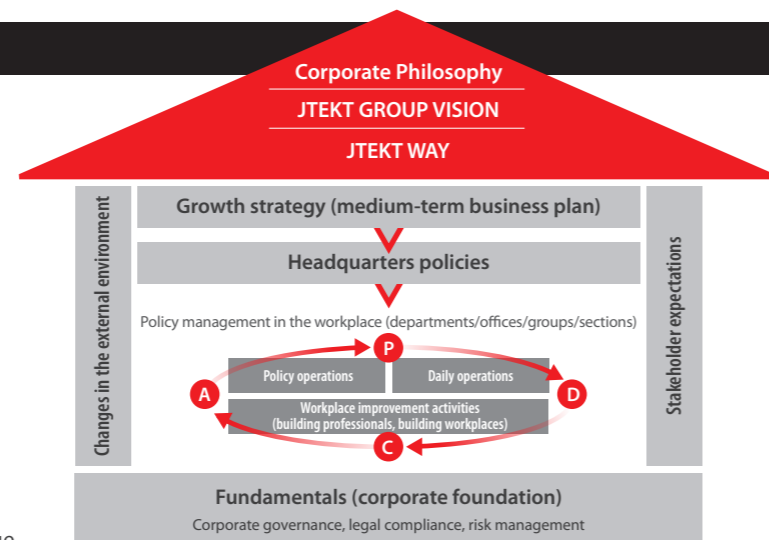 Corporate Philosophy
JTEKT GROUP VISION
JTEKT WAY
Changes in the external environment
Growth strategy (medium-term business plan)
Headquarters policies
Policy management in the workplace (departments/offices/groups/sections)
P
Policy operations
Daily operations
A
D
Workplace improvement activities
(building professionals, building workplaces)
C
Stakeholder expectations
Fundamentals (corporate foundation)
Corporate governance, legal compliance, risk management